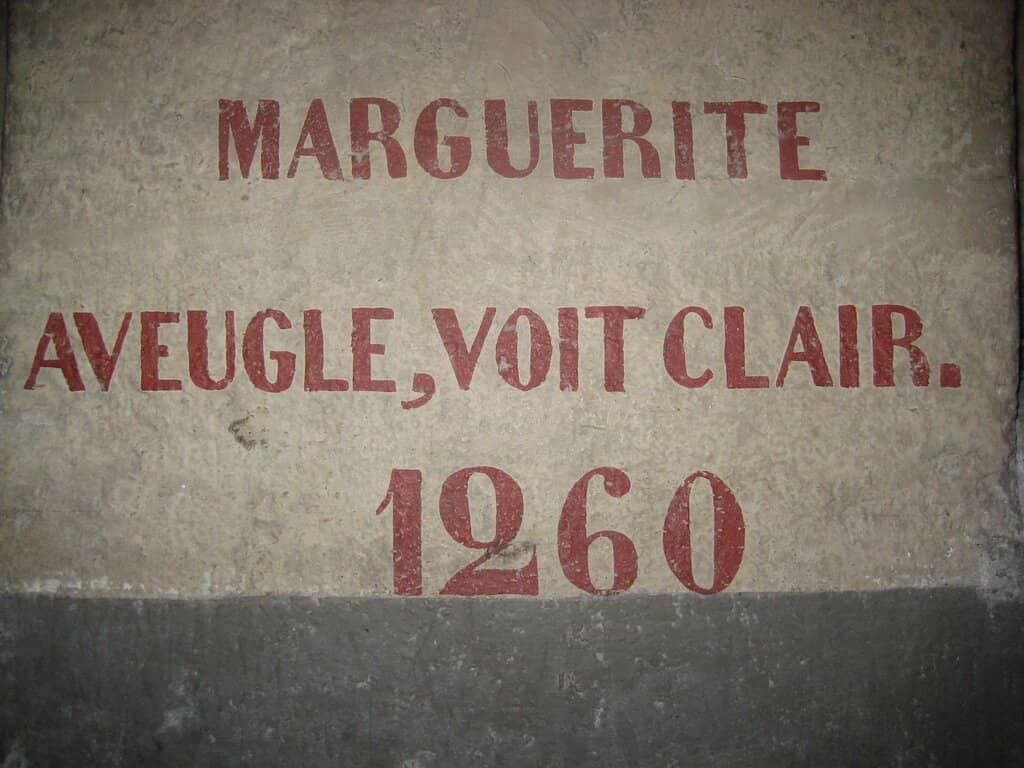 MARGUERITE
AVEUGLE, VOIT CLAIR.
1260